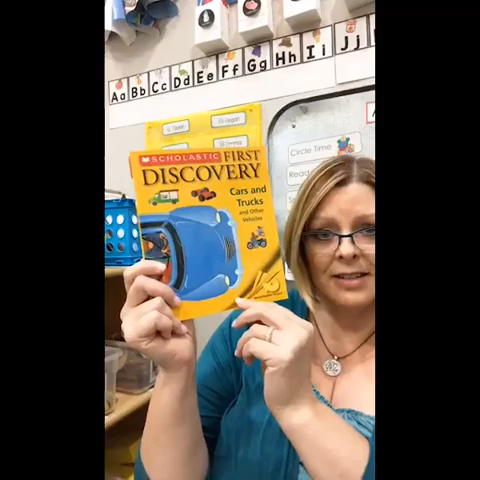 Aa Bb Cc Dd Ee Ff Gg Hh Ii Jj
Circle Time
Read
SCHOLASTIC FIRST
DISCOVERY
Cars and
Trucks
and Other
Vehicles